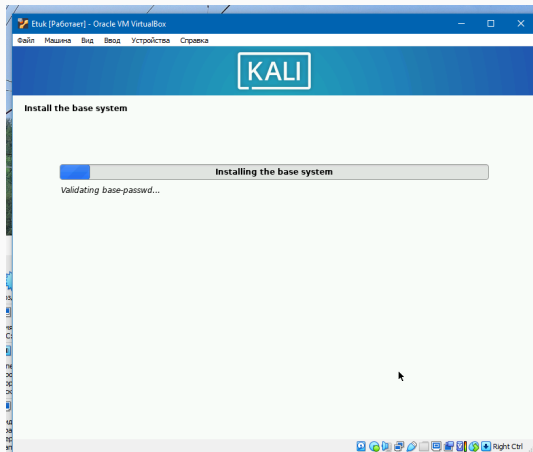 Etuk [Работает] - Oracle VM VirtualBox
Файл Машина Вид Ввод Устройства Справка
KALI
Install the base system
Installing the base system
Validating base-passwd...
Right Ctrl